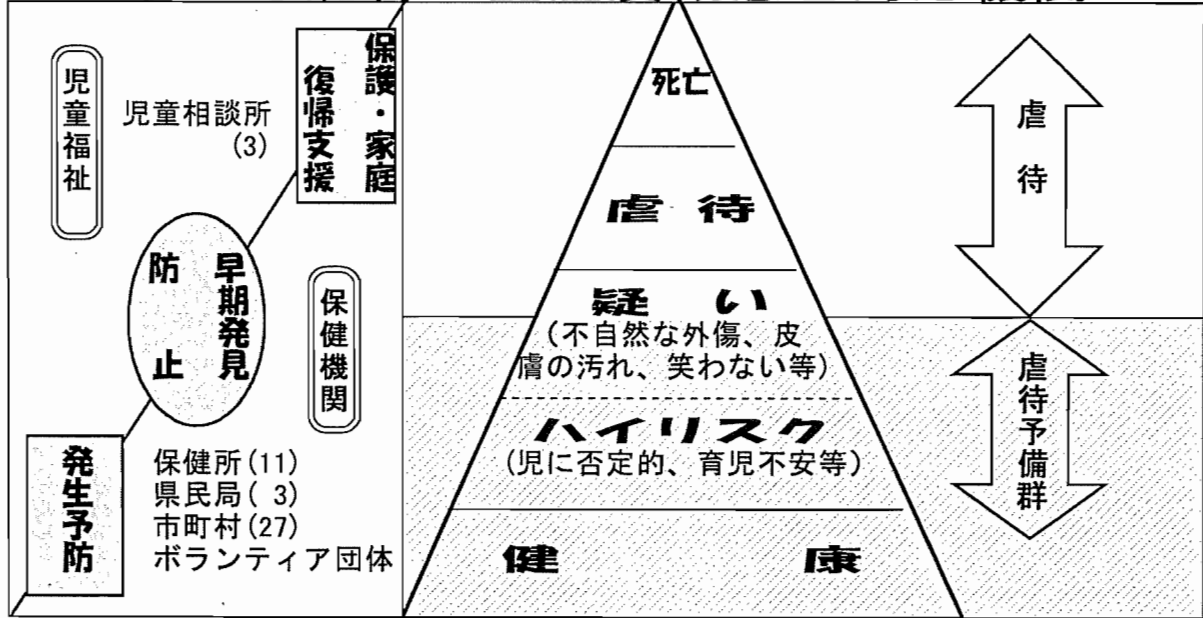 児童福祉
児童相談所
(3)
保護・家庭
復帰支援
早期発見
防止
保健機関
発生予防
保健所(11)
県民局( 3)
市町村(27)
ボランティア団体
死亡
虐待
疑い
(不自然な外傷、皮
膚の汚れ、笑わない等)
ハイリスク
(児に否定的、育児不安等)
健康
虐待
虐待予備群